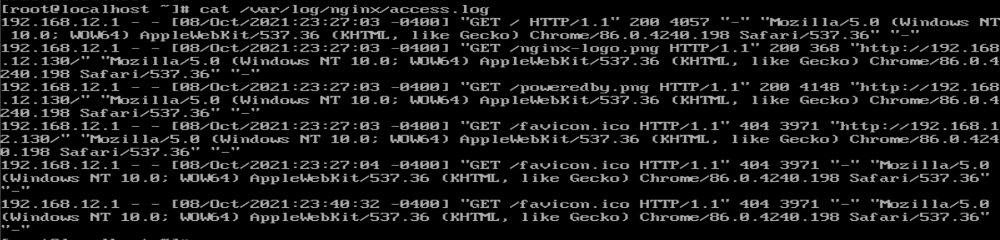 [root@localhost ~]# cat /var/log/nginx/access.log
192.168.12.1 - - [08/Oct/2021:23:27:03 -0400] "GET / HTTP/1.1" 200 4057 "-" "Mozilla/5.0 (Windows NT
 10.0; WOW64) AppleWebKit/537.36 (KHTML, like Gecko) Chrome/86.0.4240.198 Safari/537.36" "-"
192.168.12.1 - - [08/Oct/2021:23:27:03 -0400] "GET /nginx-logo.png HTTP/1.1" 200 368 "http://192.168
.12.130/" "Mozilla/5.0 (Windows NT 10.0; WOW64) AppleWebKit/537.36 (KHTML, like Gecko) Chrome/86.0.4
240.198 Safari/537.36" "-"
192.168.12.1 - - [08/Oct/2021:23:27:03 -0400] "GET /poweredby.png HTTP/1.1" 200 4148 "http://192.168
.12.130/" "Mozilla/5.0 (Windows NT 10.0; WOW64) AppleWebKit/537.36 (KHTML, like Gecko) Chrome/86.0.4
240.198 Safari/537.36" "-"
192.168.12.1 - - [08/Oct/2021:23:27:03 -0400] "GET /favicon.ico HTTP/1.1" 404 3971 "http://192.168.1
2.130/" "Mozilla/5.0 (Windows NT 10.0; WOW64) AppleWebKit/537.36 (KHTML, like Gecko) Chrome/86.0.424
0.198 Safari/537.36" "-"
192.168.12.1 - - [08/Oct/2021:23:27:04 -0400] "GET /favicon.ico HTTP/1.1" 404 3971 "-" "Mozilla/5.0
(Windows NT 10.0; WOW64) AppleWebKit/537.36 (KHTML, like Gecko) Chrome/86.0.4240.198 Safari/537.36"
"-"
192.168.12.1 - - [08/Oct/2021:23:40:32 -0400] "GET /favicon.ico HTTP/1.1" 404 3971 "-" "Mozilla/5.0
(Windows NT 10.0; WOW64) AppleWebKit/537.36 (KHTML, like Gecko) Chrome/86.0.4240.198 Safari/537.36"
"-"